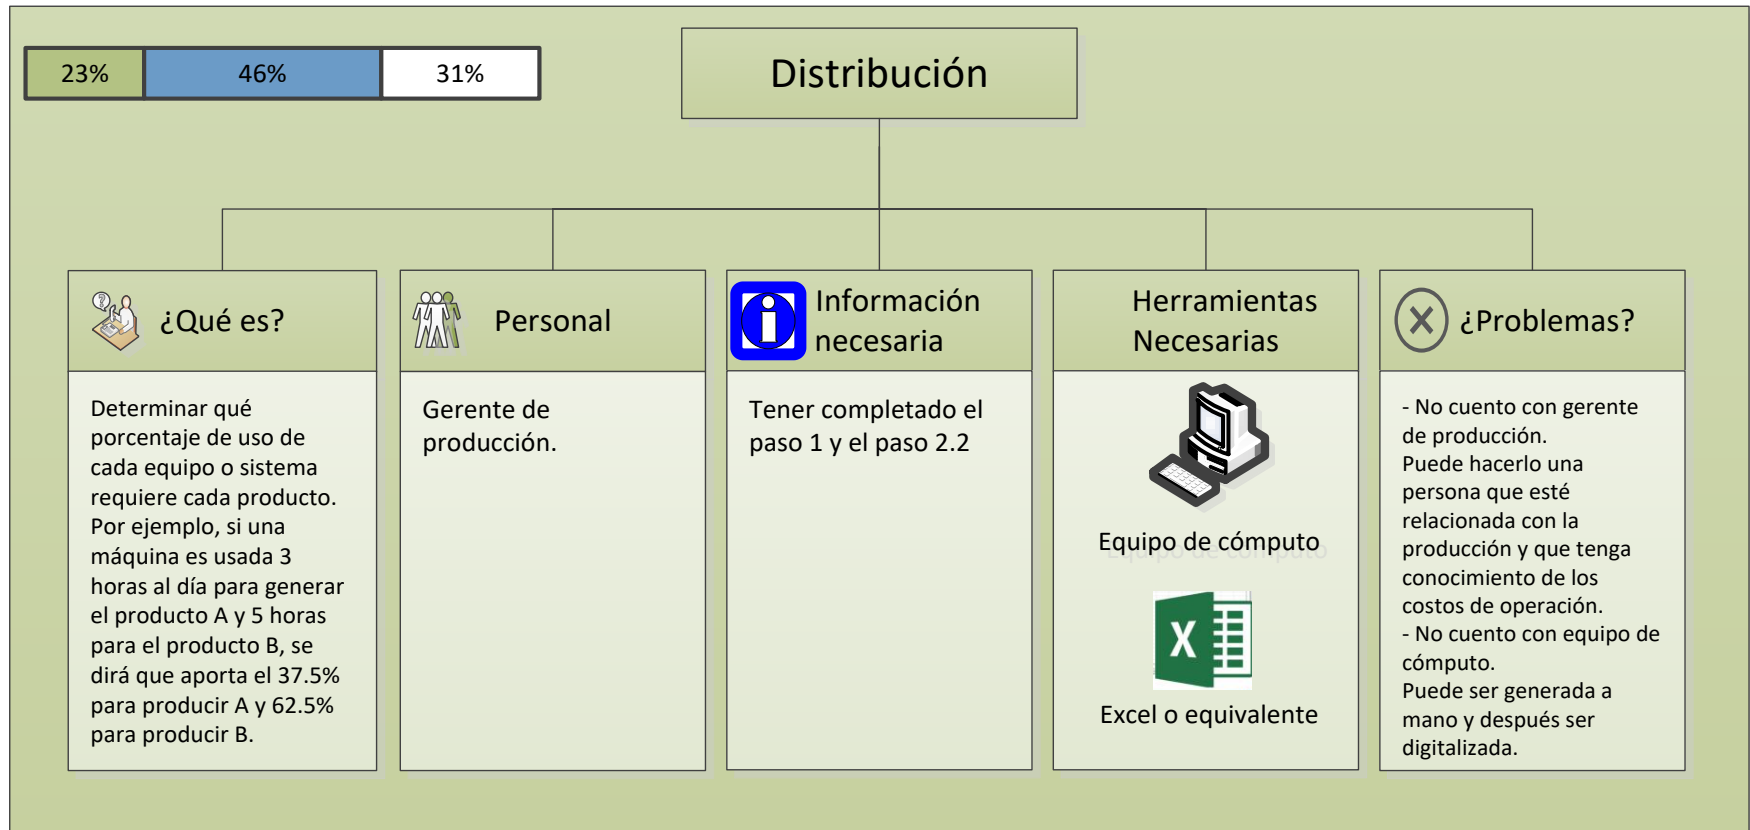 23%
46%
31%
Distribución
¿Qué es?
Determinar qué
porcentaje de uso de
cada equipo o sistema
requiere cada producto.
Por ejemplo, si una
máquina es usada 3
horas al día para generar
el producto A y 5 horas
para el producto B, se
dirá que aporta el 37.5%
para producir A y 62.5%
para producir B.
Personal
Gerente de
producción.
Información
necesaria
Tener completado el
paso 1 y el paso 2.2
Herramientas
Necesarias
Equipo de cómputo
X
Excel o equivalente
¿Problemas?
- No cuento con gerente
de producción.
Puede hacerlo una
persona que esté
relacionada con la
producción y que tenga
conocimiento de los
costos de operación.
- No cuento con equipo de
cómputo.
Puede ser generada a
mano y después ser
digitalizada.